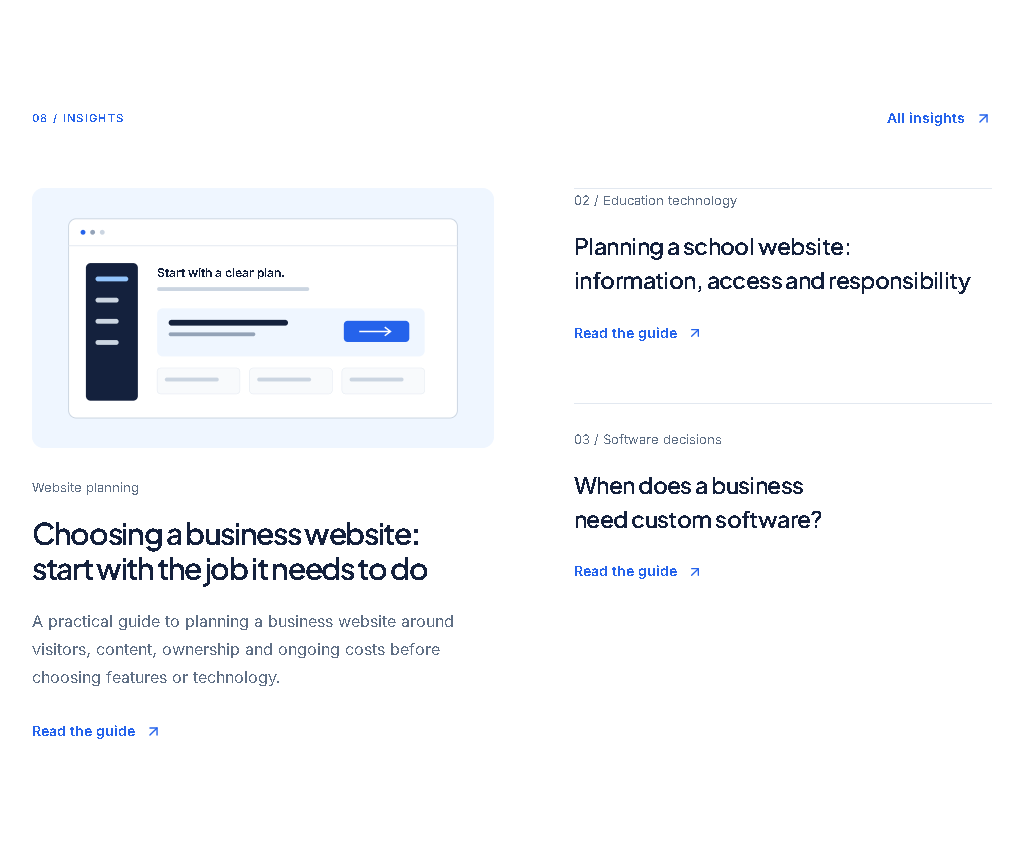 08 / INSIGHTS
All insights
Start with a clear plan.
Website planning
Choosing a business website:
start with the job it needs to do
A practical guide to planning a business website around
visitors, content, ownership and ongoing costs before
choosing features or technology.
Read the guide
02 / Education technology
Planning a school website:
information, access and responsibility
Read the guide
03 / Software decisions
When does a business
need custom software?
Read the guide